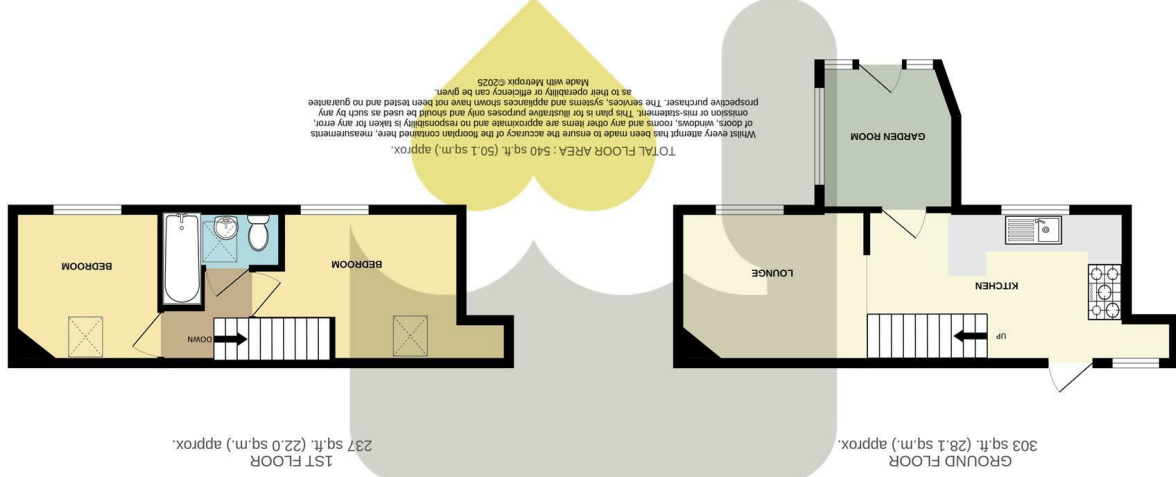 GROUND FLOOR
303 sq.ft. (28.1 sq.m.) approx.
UP
KITCHEN
LOUNGE
GARDEN ROOM
1ST FLOOR
237 sq.ft. (22.0 sq.m.) approx.
DOWN
BEDROOM
BEDROOM
TOTAL FLOOR AREA : 540 sq.ft. (50.1 sq.m.) approx.
Whilst every attempt has been made to ensure the accuracy of the floorplan contained here, measurements
of doors, windows, rooms and any other items are approximate and no responsibility is taken for any error,
omission or mis-statement. This plan is for illustrative purposes only and should be used as such by any
prospective purchaser. The services, systems and appliances shown have not been tested and no guarantee
as to their operability or efficiency can be given.
Made with Metropix ©2025